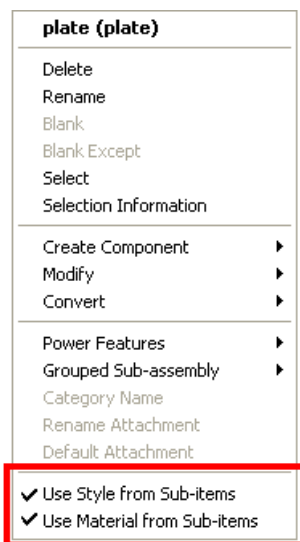 plate (plate)
Delete
Rename
Blank
Blank Except
Select
Selection Information
Create Component
Modify
Convert
Power Features
Grouped Sub-assembly
Category Name
Rename Attachment
Default Attachment
Use Style from Sub-items
Use Material from Sub-items